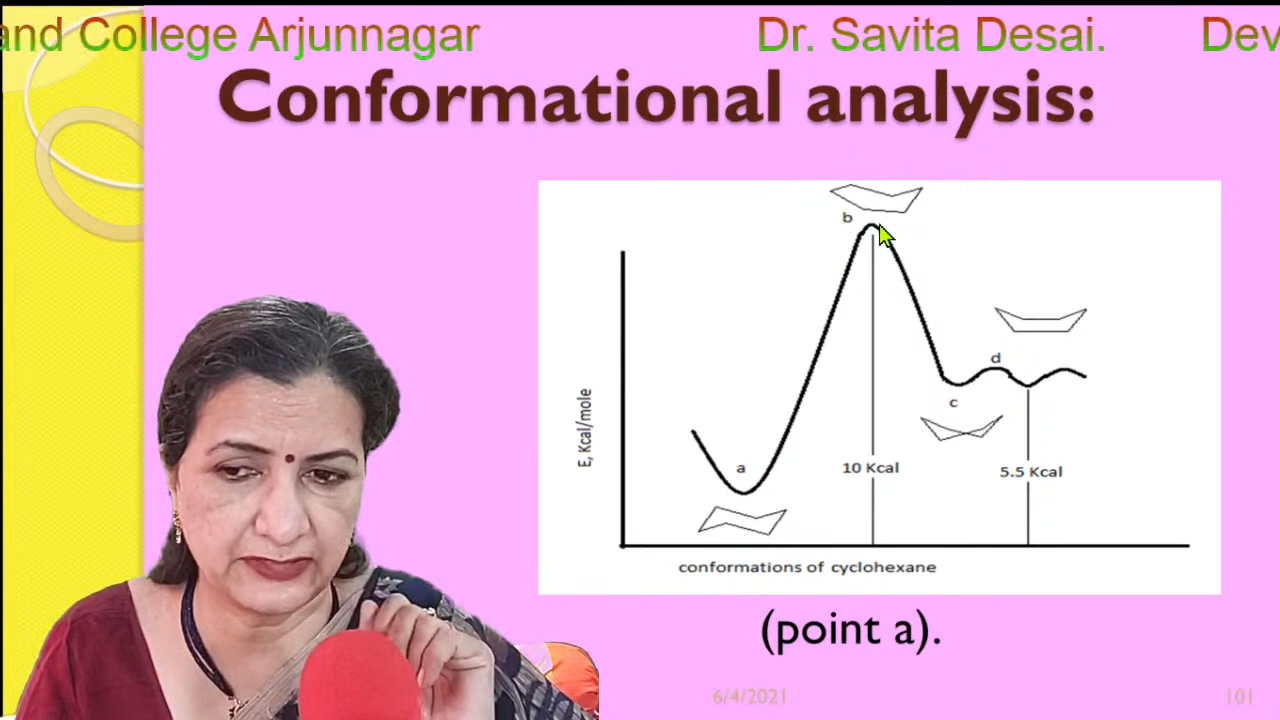 and College Arjunnagar Dr. Savita Desai. Dev
Conformational analysis:
b
d
c
a
E, Kcal/mole
10 Kcal
5.5 Kcal
conformations of cyclohexane
(point a).
6/4/2021 101